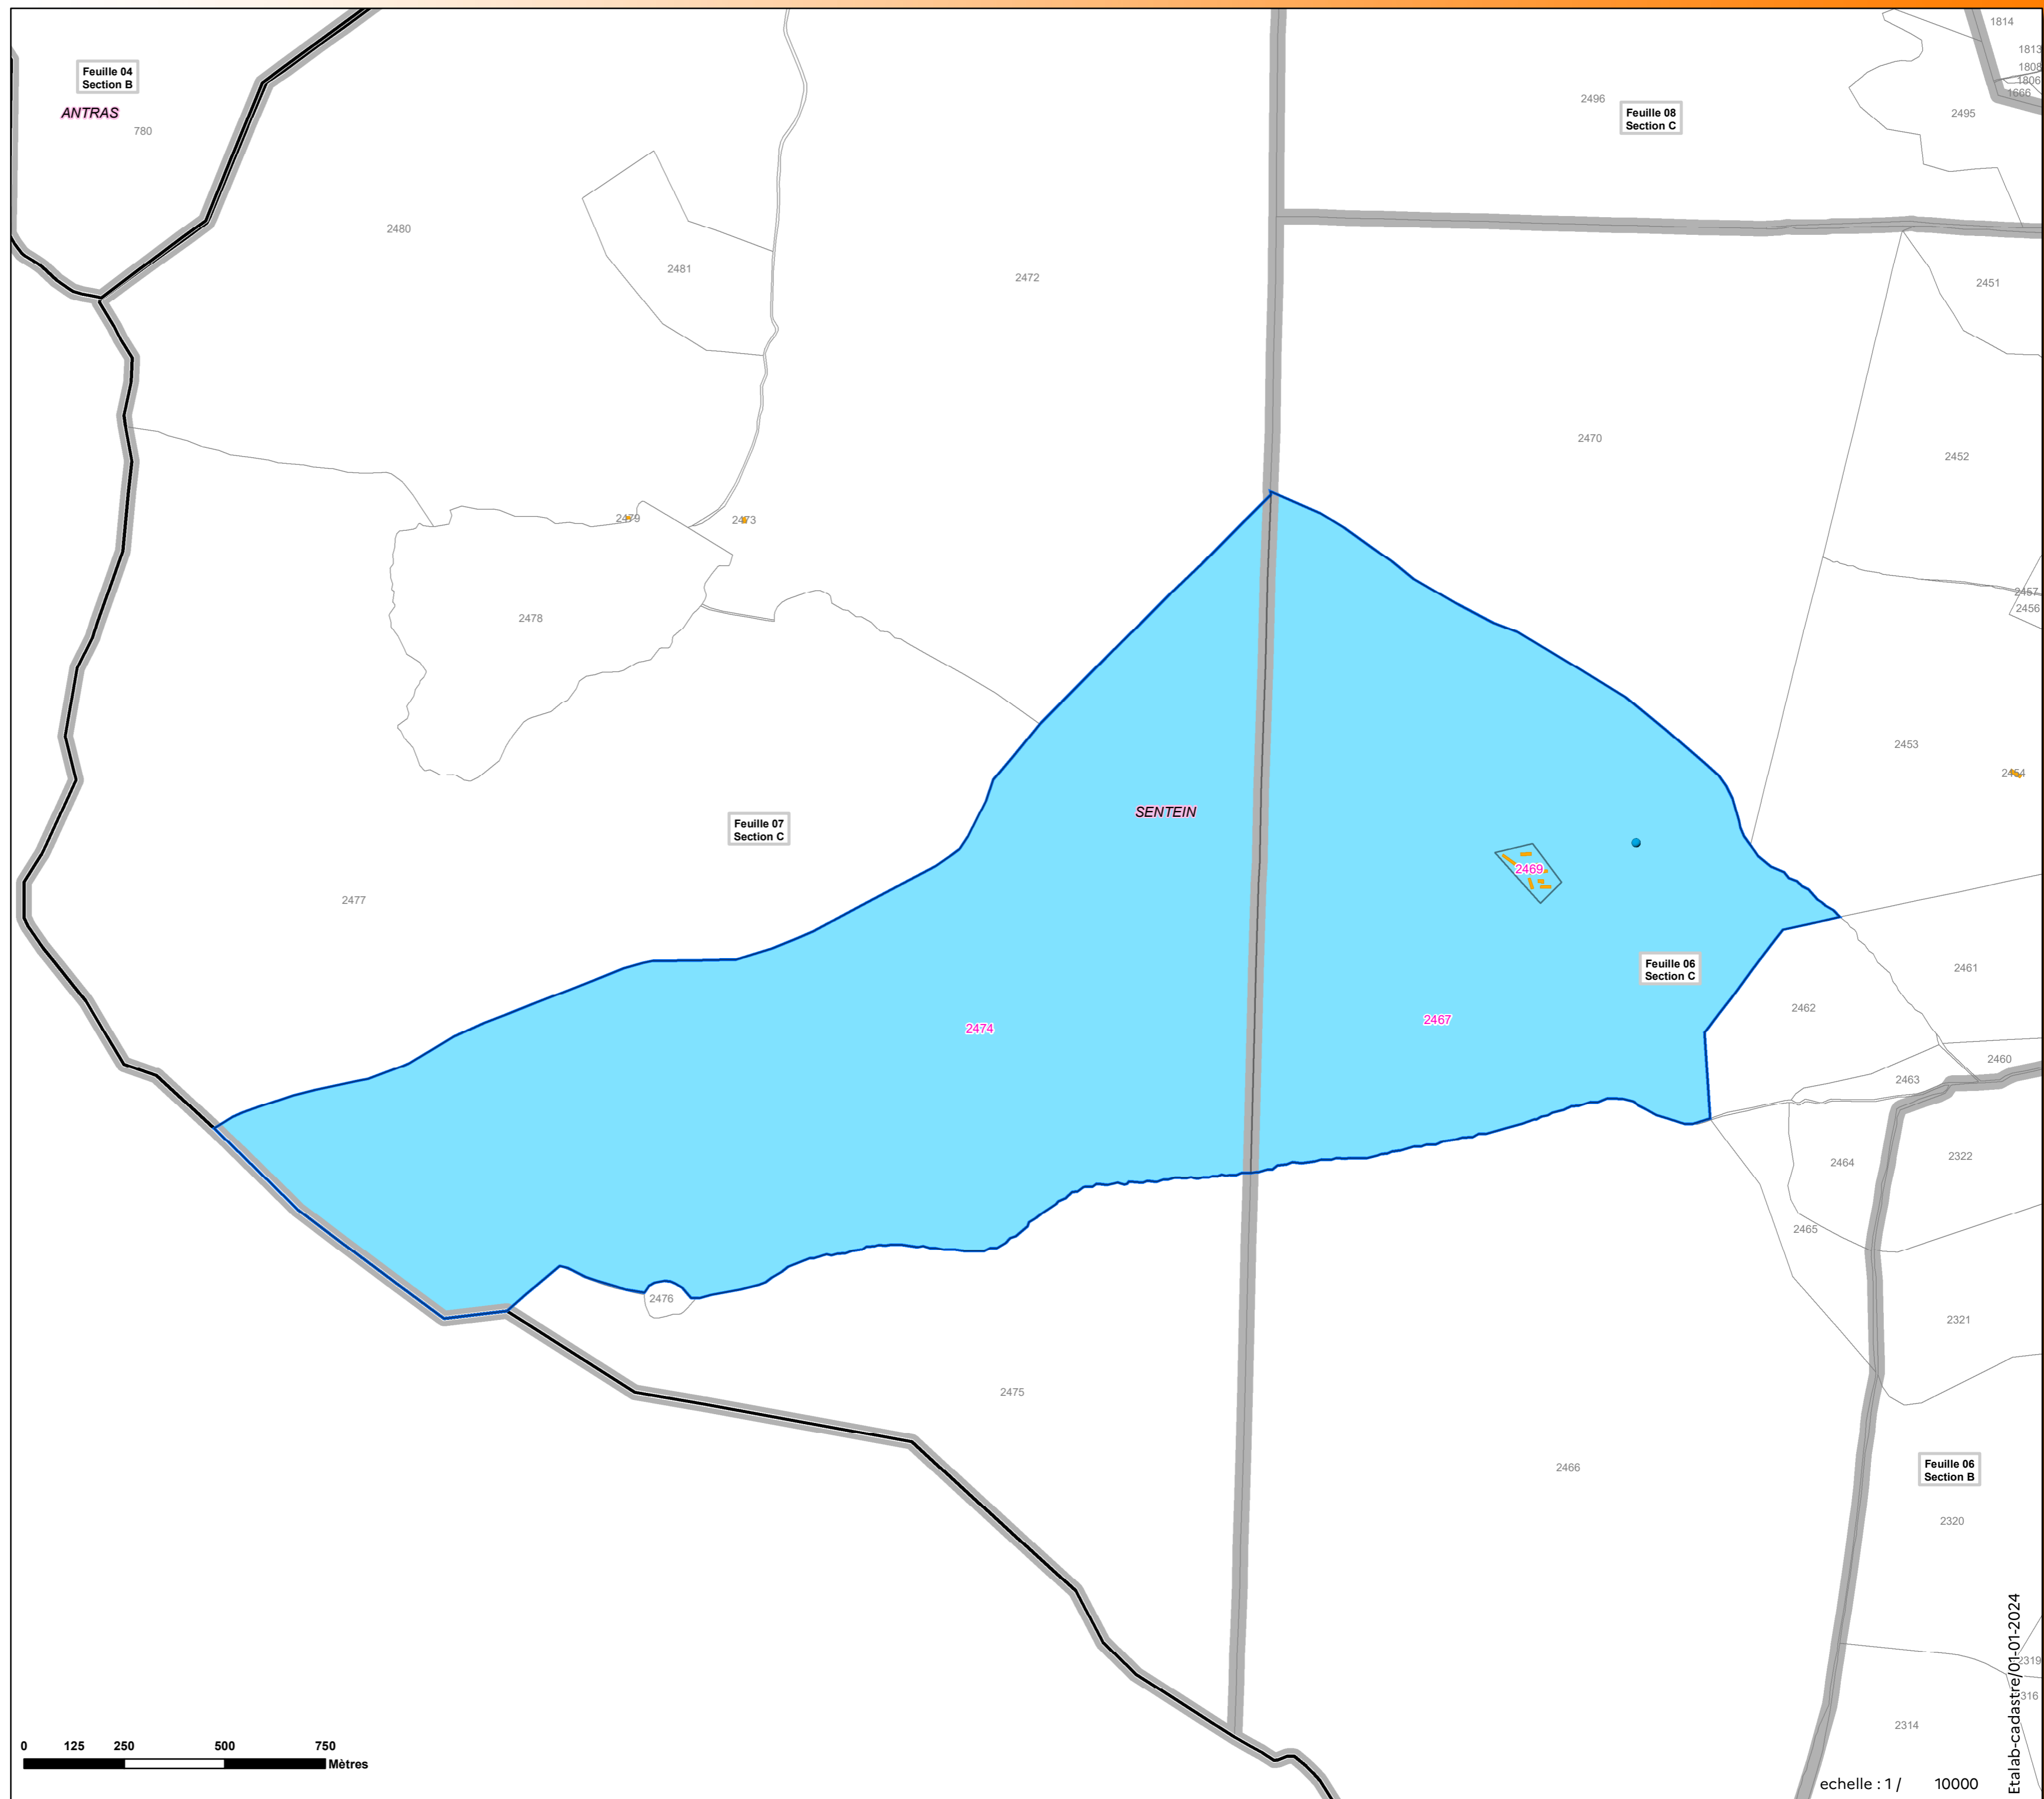 1814
1813
1808
1806
1666
Feuille 04
Section B
ANTRAS
780
2496
Feuille 08
Section C
2495
2480
2481
2472
2451
2470
2452
2479
2473
2457
2456
2478
2453
2454
SENTEIN
Feuille 07
Section C
2469
2477
Feuille 06
Section C
2461
2462
2474
2467
2460
2463
2464
2322
2465
2476
2321
2475
2466
Feuille 06
Section B
2320
2319
316
2314
Etalab-cadastre/01-01-2024
0 125 250 500 750
Mètres
echelle : 1 / 10000